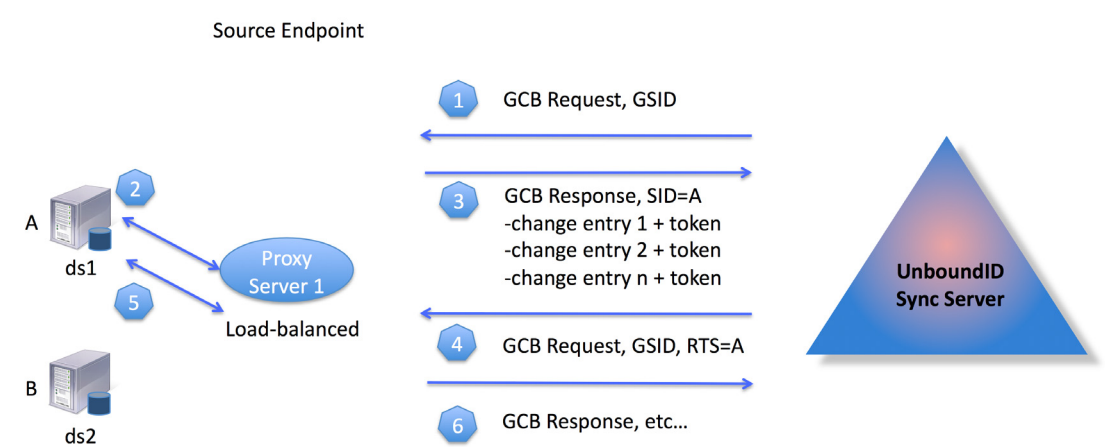 Source Endpoint
1
GCB Request, GSID
2
3
GCB Response, SID=A
-change entry 1 + token
-change entry 2 + token
-change entry n + token
A
ds1
Proxy
Server 1
UnboundID
Sync Server
5
Load-balanced
4
GCB Request, GSID, RTS=A
B
ds2
6
GCB Response, etc...